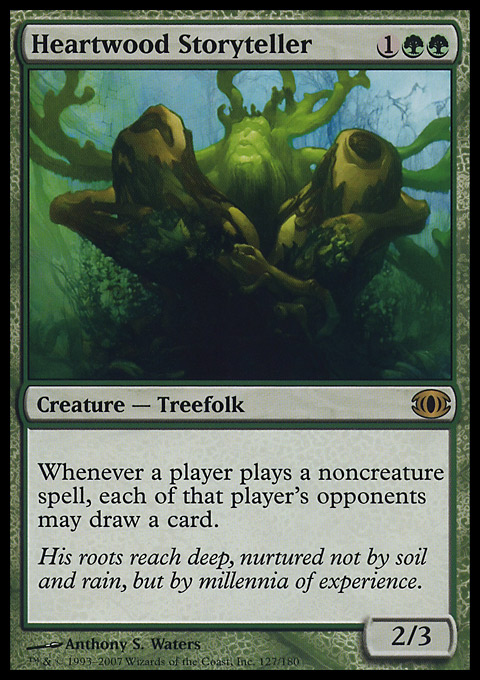 Heartwood Storyteller 1
Creature — Treefolk
Whenever a player plays a noncreature
spell, each of that player's opponents
may draw a card.
His roots reach deep, nurtured not by soil
and rain, but by millennia of experience.
Anthony S. Waters
2/3
™ & © 1993–2007 Wizards of the Coast, Inc. 127/180